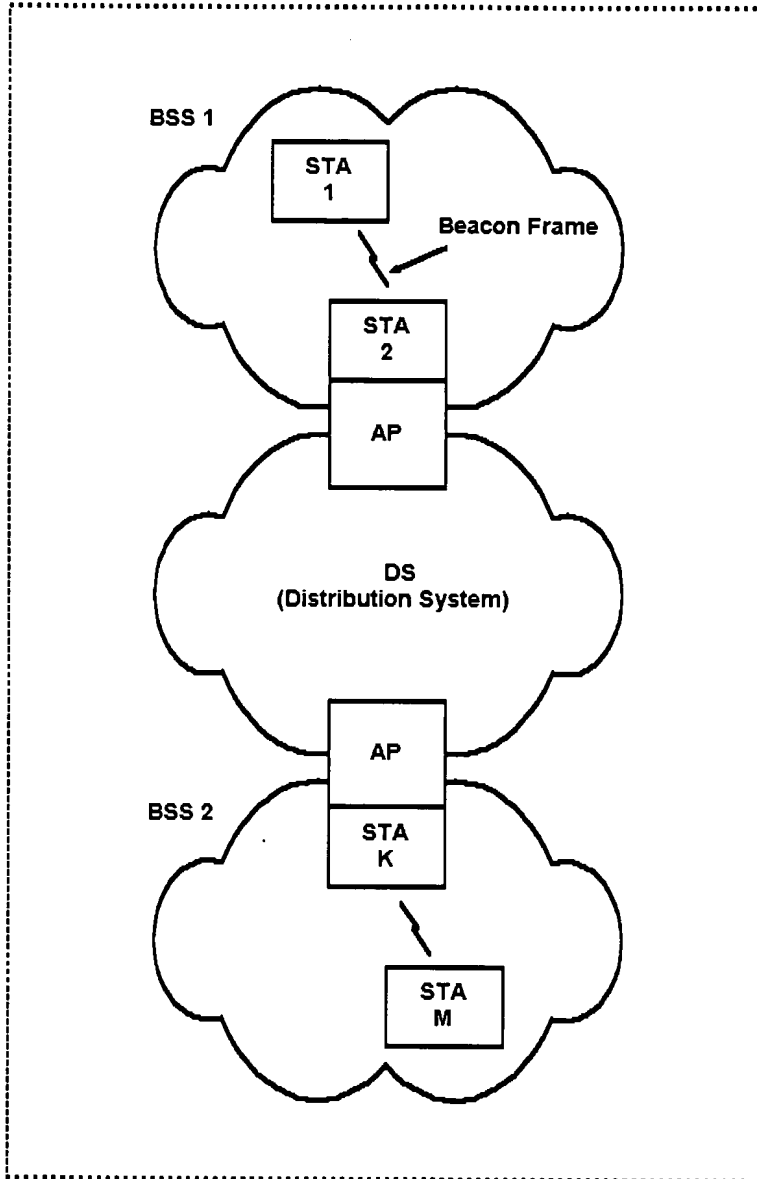 BSS 1
STA
1
Beacon Frame
STA
2
AP
DS
(Distribution System)
AP
BSS 2
STA
K
STA
M